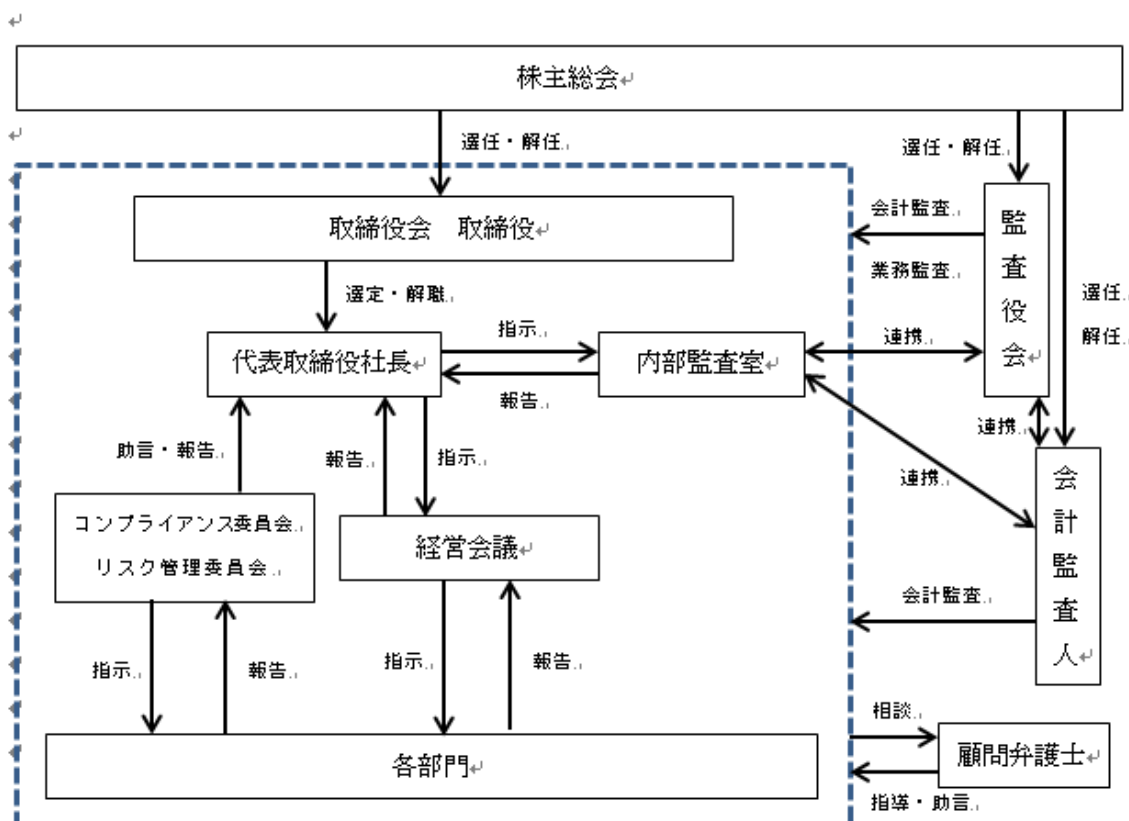 株主総会
選任・解任
選任・解任
取締役会　取締役
会計監査
業務監査
監査役会
選任
解任
選定・解職
代表取締役社長
指示
報告
内部監査室
連携
連携
連携
助言・報告
報告
指示
コンプライアンス委員会
リスク管理委員会
経営会議
会計監査人
会計監査
指示
報告
指示
報告
各部門
相談
顧問弁護士
指導・助言